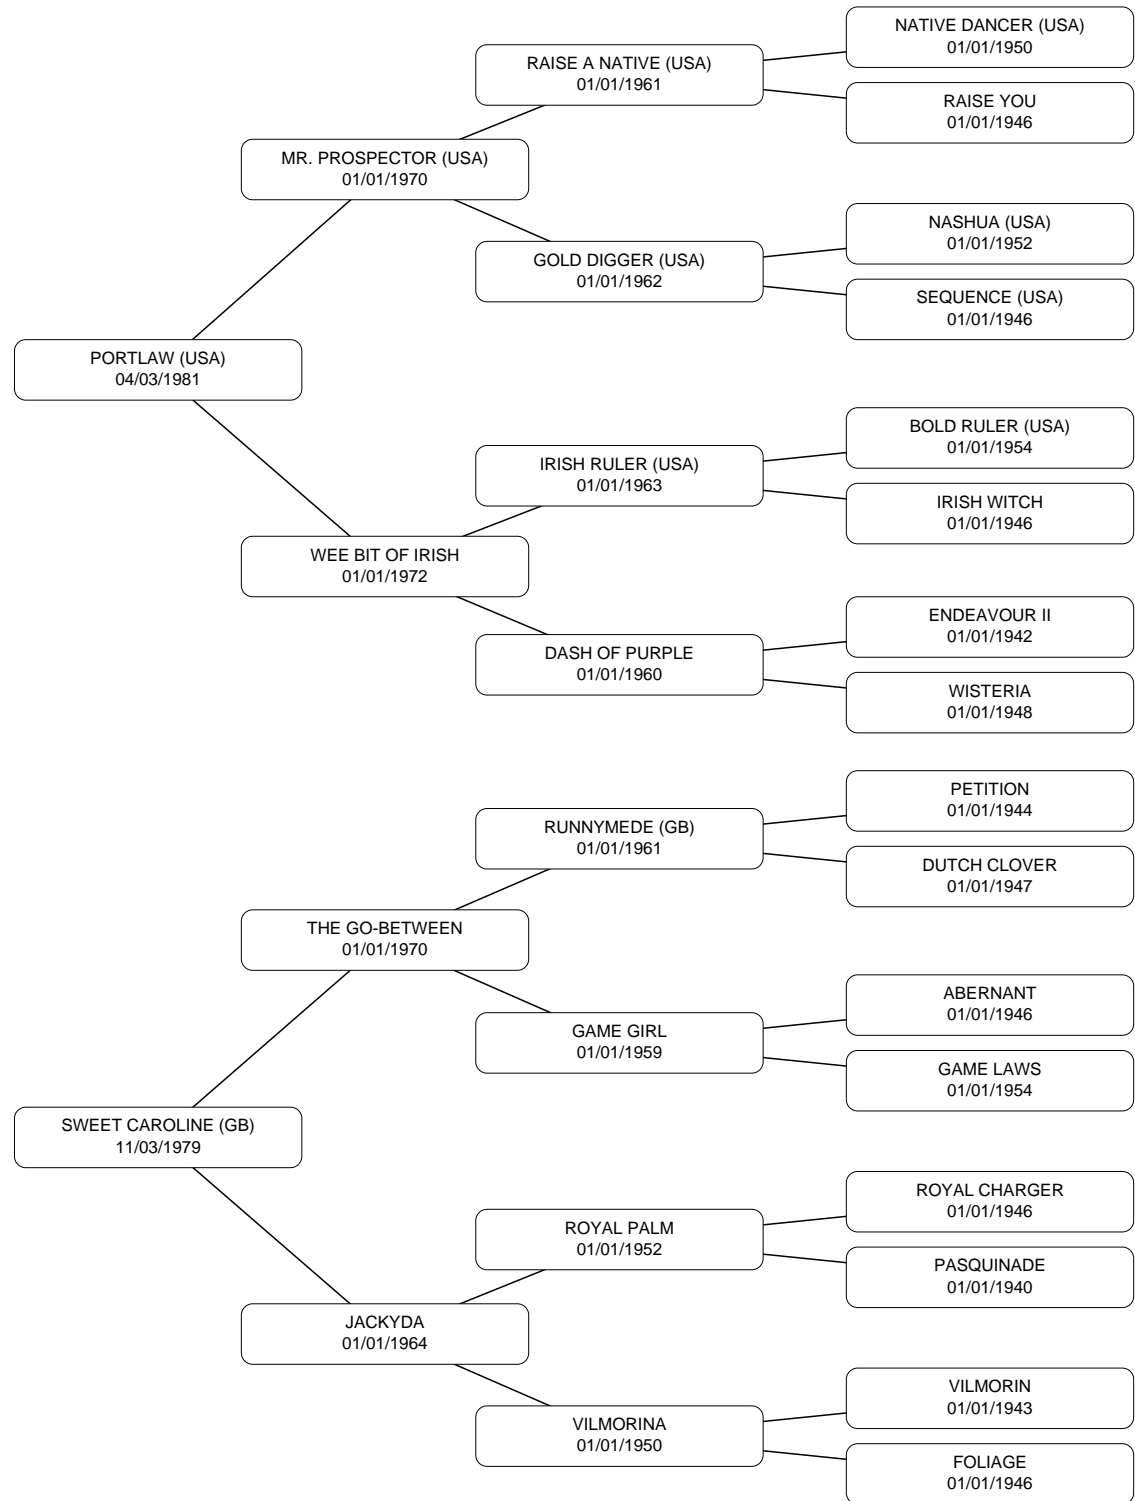 NATIVE DANCER (USA)
01/01/1950
RAISE A NATIVE (USA)
01/01/1961
RAISE YOU
01/01/1946
MR. PROSPECTOR (USA)
01/01/1970
NASHUA (USA)
01/01/1952
GOLD DIGGER (USA)
01/01/1962
SEQUENCE (USA)
01/01/1946
PORTLAW (USA)
04/03/1981
BOLD RULER (USA)
01/01/1954
IRISH RULER (USA)
01/01/1963
IRISH WITCH
01/01/1946
WEE BIT OF IRISH
01/01/1972
ENDEAVOUR II
01/01/1942
DASH OF PURPLE
01/01/1960
WISTERIA
01/01/1948
PETITION
01/01/1944
RUNNYMEDE (GB)
01/01/1961
DUTCH CLOVER
01/01/1947
THE GO-BETWEEN
01/01/1970
ABERNANT
01/01/1946
GAME GIRL
01/01/1959
GAME LAWS
01/01/1954
SWEET CAROLINE (GB)
11/03/1979
ROYAL CHARGER
01/01/1946
ROYAL PALM
01/01/1952
PASQUINADE
01/01/1940
JACKYDA
01/01/1964
VILMORIN
01/01/1943
VILMORINA
01/01/1950
FOLIAGE
01/01/1946